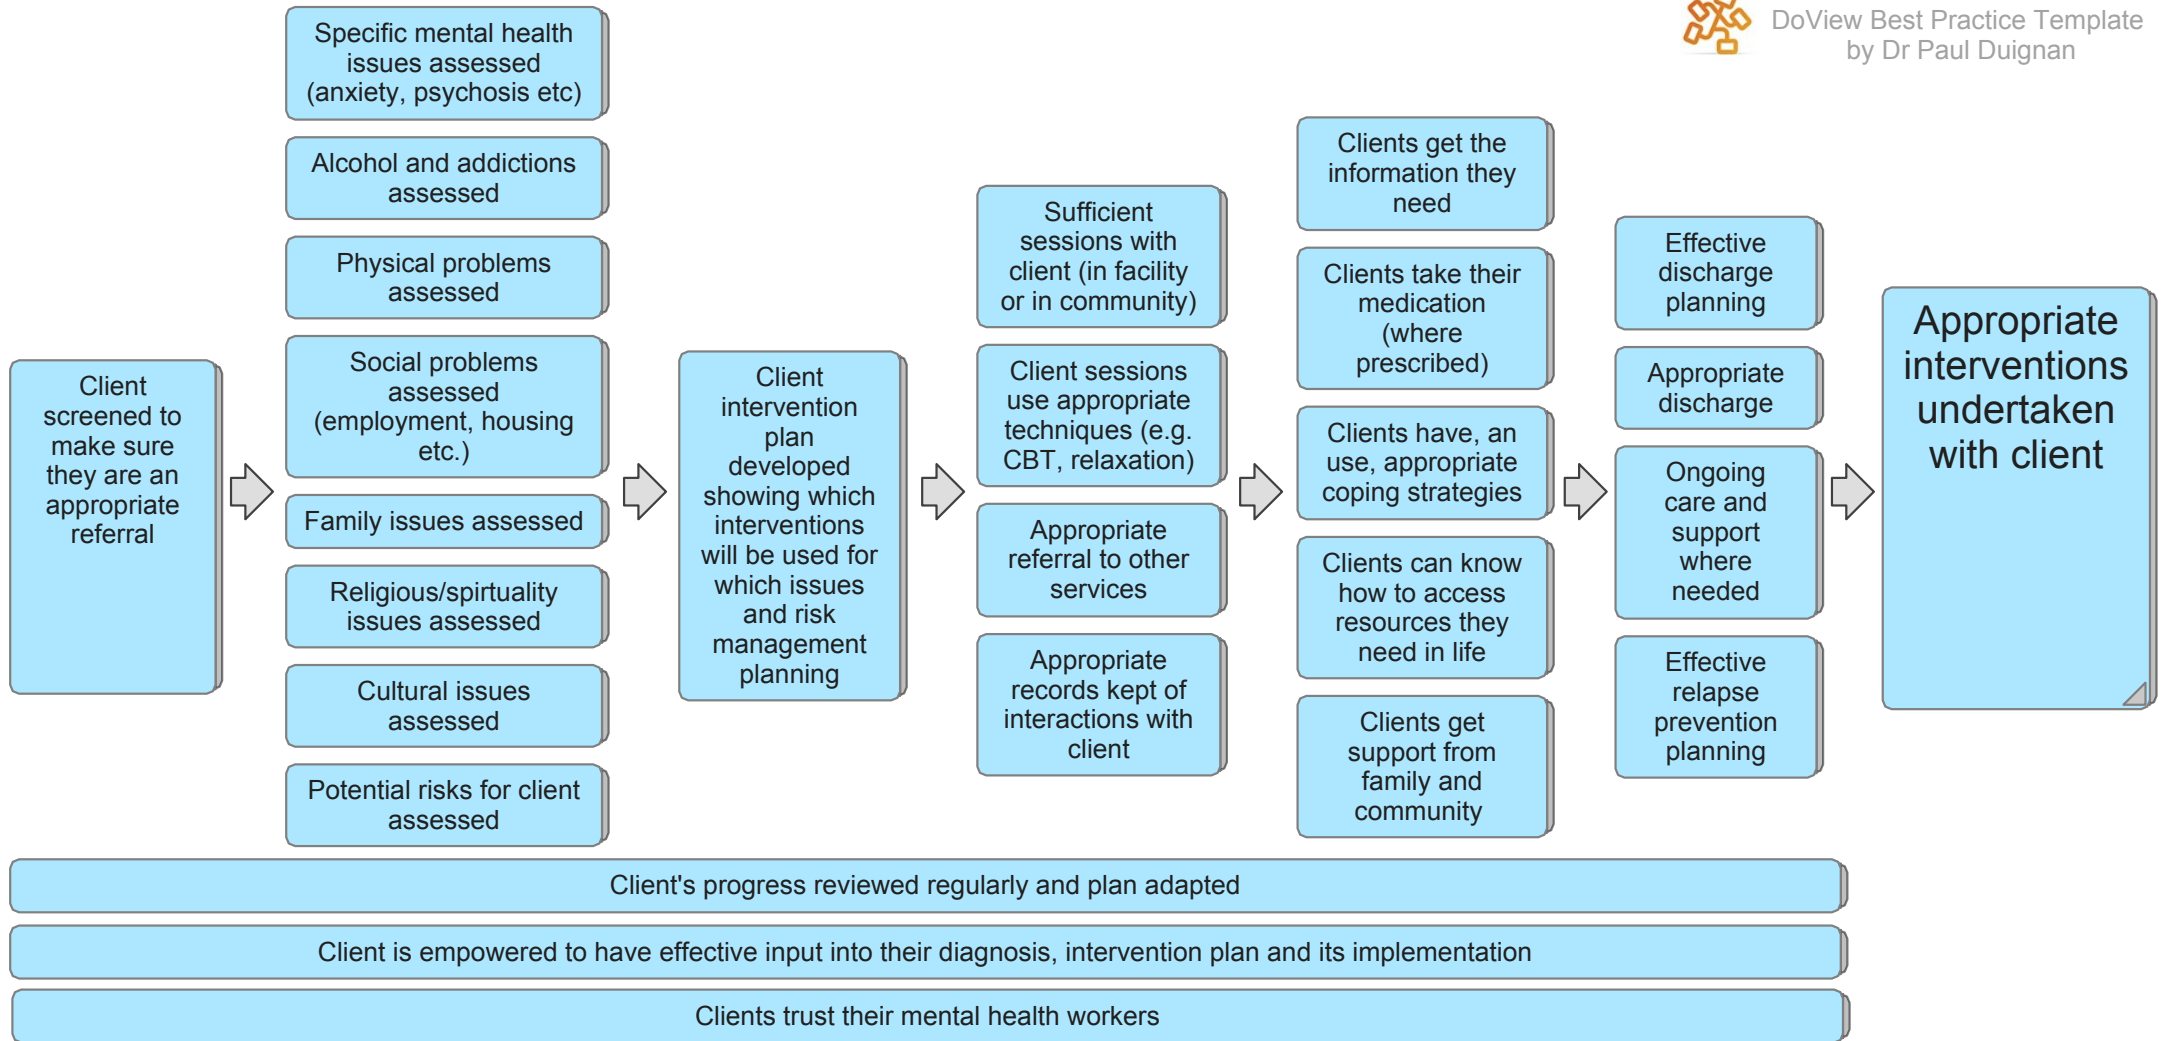 DoView Best Practice Template
by Dr Paul Duignan
Client
screened to
make sure
they are an
appropriate
referral
Specific mental health
issues assessed
(anxiety, psychosis etc)
Alcohol and addictions
assessed
Physical problems
assessed
Social problems
assessed
(employment, housing
etc.)
Family issues assessed
Religious/spirtuality
issues assessed
Cultural issues
assessed
Potential risks for client
assessed
Client
intervention
plan
developed
showing which
interventions
will be used for
which issues
and risk
management
planning
Sufficient
sessions with
client (in facility
or in community)
Client sessions
use appropriate
techniques (e.g.
CBT, relaxation)
Appropriate
referral to other
services
Appropriate
records kept of
interactions with
client
Clients get the
information they
need
Clients take their
medication
(where
prescribed)
Clients have, an
use, appropriate
coping strategies
Clients can know
how to access
resources they
need in life
Clients get
support from
family and
community
Effective
discharge
planning
Appropriate
discharge
Ongoing
care and
support
where
needed
Effective
relapse
prevention
planning
Appropriate
interventions
undertaken
with client
Client's progress reviewed regularly and plan adapted
Client is empowered to have effective input into their diagnosis, intervention plan and its implementation
Clients trust their mental health workers